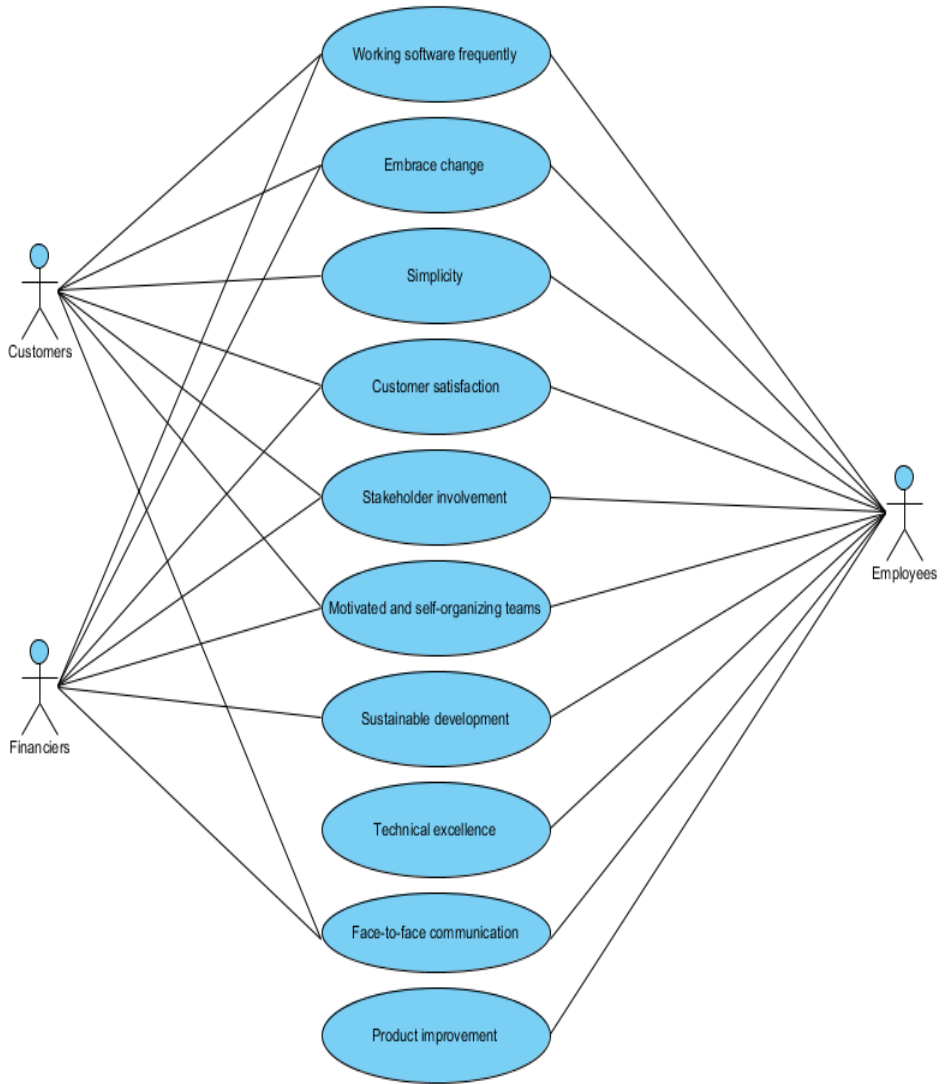 Working software frequently
Embrace change
Simplicity
Customers
Customer satisfaction
Stakeholder involvement
Employees
Motivated and self-organizing teams
Sustainable development
Financiers
Technical excellence
Face-to-face communication
Product improvement